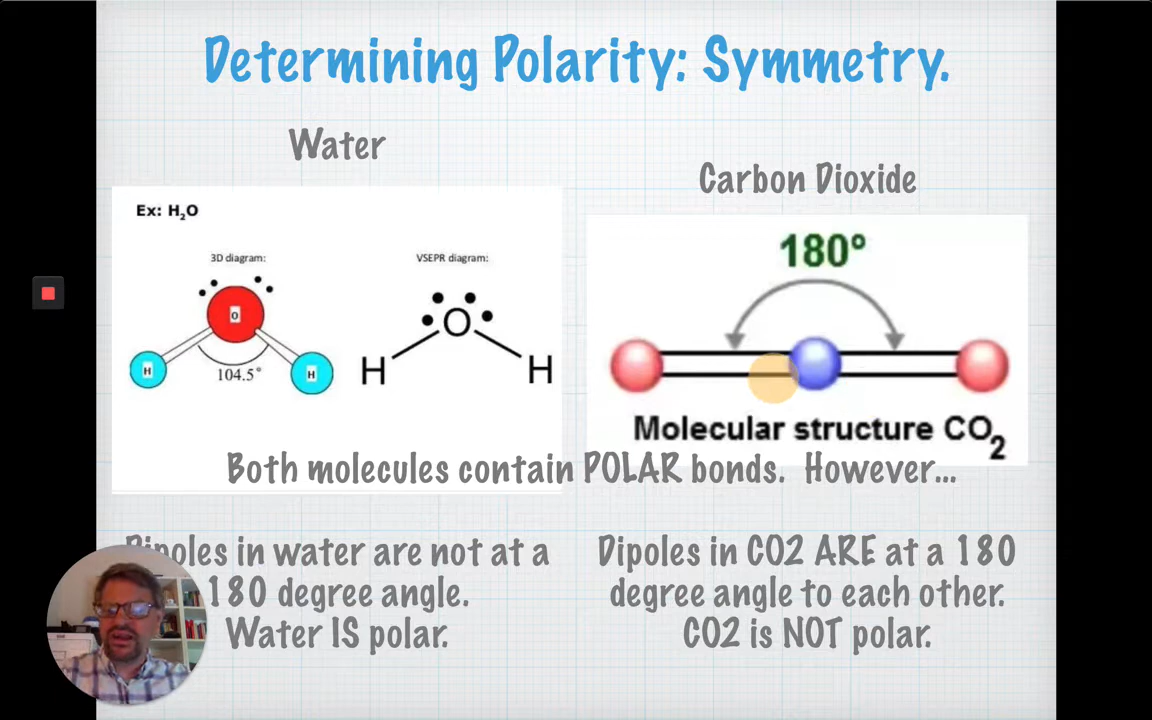 Determining Polarity: Symmetry.
Water
Carbon Dioxide
Ex: H₂O
3D diagram:
VSEPR diagram:
O
H
H
104.5°
O
H
H
180°
Molecular structure CO₂
Both molecules contain POLAR bonds. However...
Dipoles in water are not at a
180 degree angle.
Water IS polar.
Dipoles in CO2 ARE at a 180
degree angle to each other.
CO2 is NOT polar.